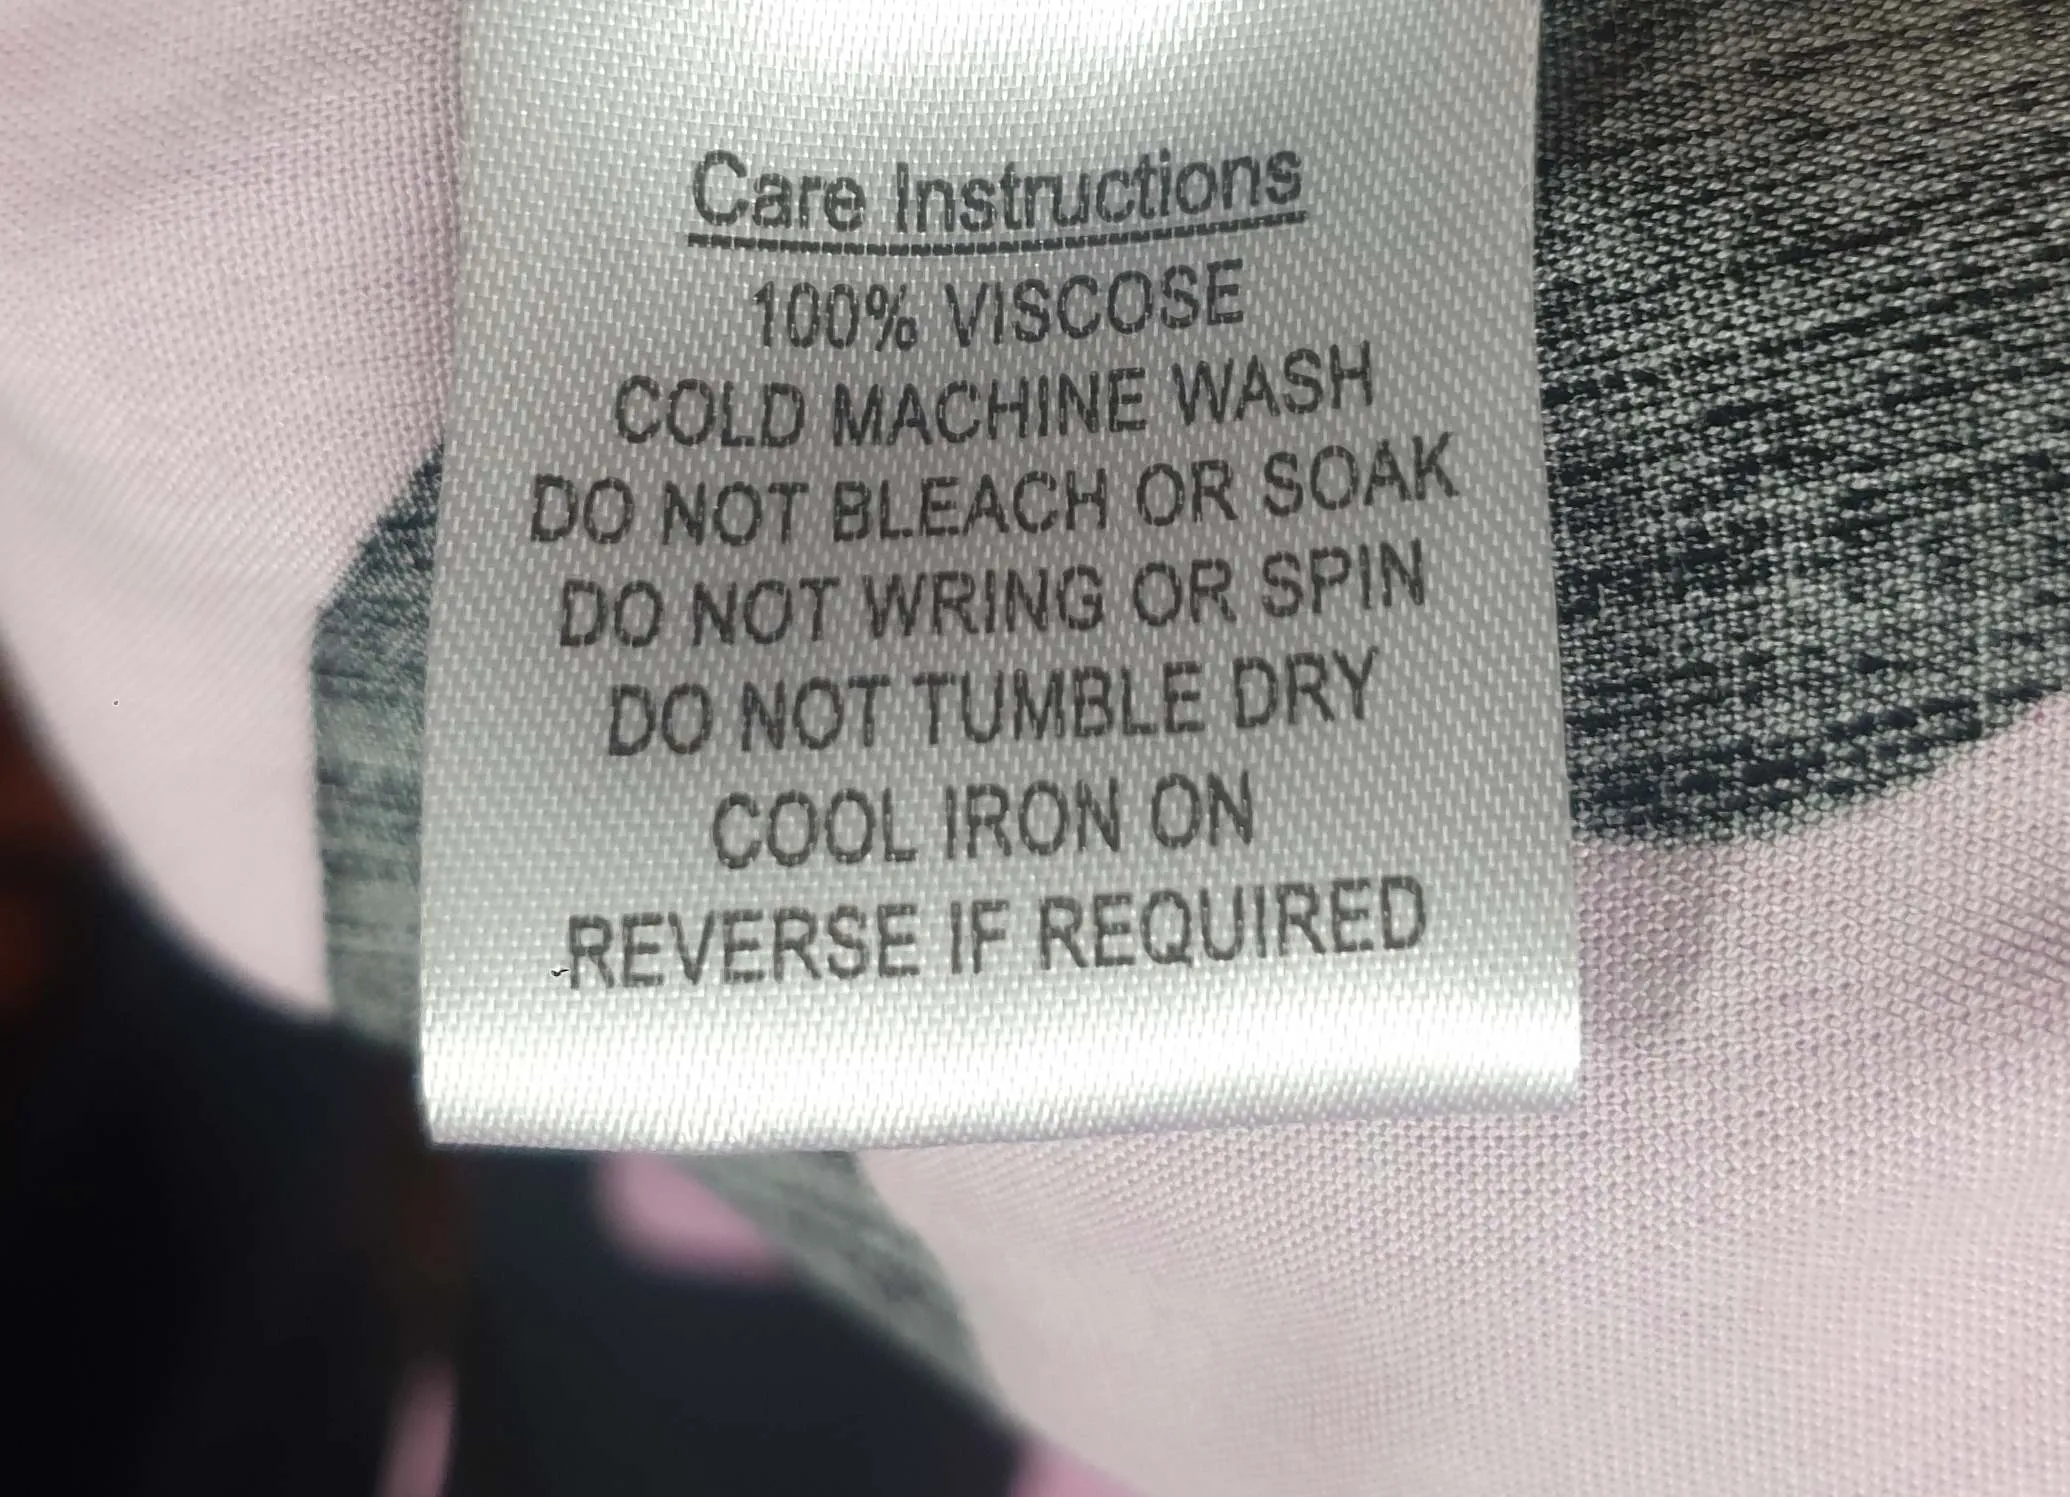 Care Instructions
100% VISCOSE
COLD MACHINE WASH
DO NOT BLEACH OR SOAK
DO NOT WRING OR SPIN
DO NOT TUMBLE DRY
COOL IRON ON
REVERSE IF REQUIRED